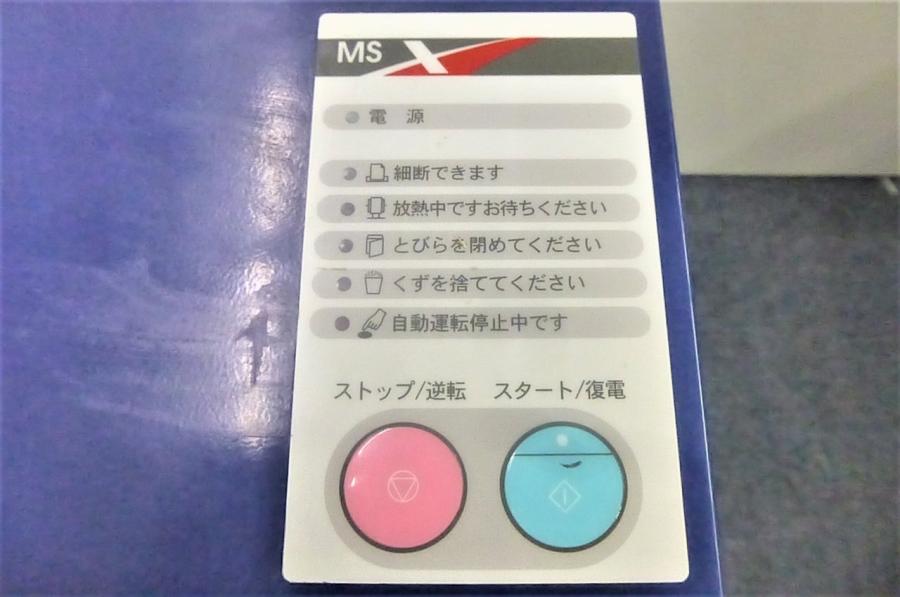 MS X
電 源
細断できます
放熱中ですお待ちください
とびらを閉めてください
くずを捨ててください
自動運転停止中です
ストップ/逆転 スタート/復電